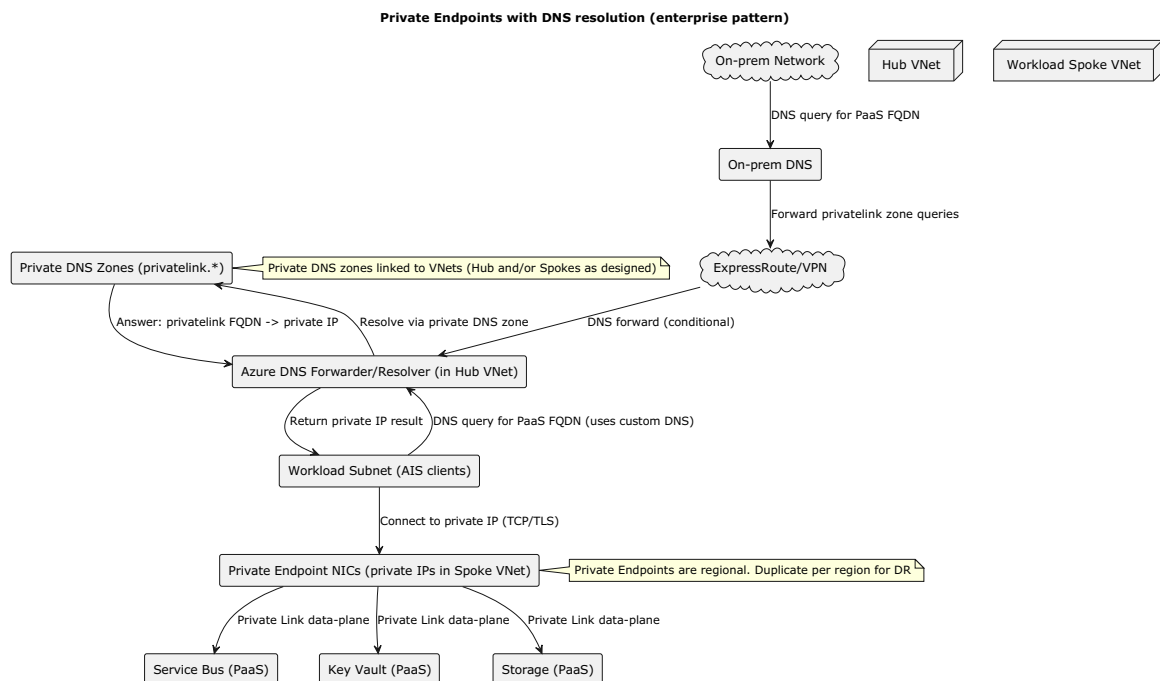 Private Endpoints with DNS resolution (enterprise pattern)
On-prem Network
Hub VNet
Workload Spoke VNet
DNS query for PaaS FQDN
On-prem DNS
Forward privatelink zone queries
Private DNS Zones (privatelink.*)
Private DNS zones linked to VNets (Hub and/or Spokes as designed)
ExpressRoute/VPN
Answer: privatelink FQDN -> private IP
Resolve via private DNS zone
DNS forward (conditional)
Azure DNS Forwarder/Resolver (in Hub VNet)
Return private IP result
DNS query for PaaS FQDN (uses custom DNS)
Workload Subnet (AIS clients)
Connect to private IP (TCP/TLS)
Private Endpoint NICs (private IPs in Spoke VNet)
Private Endpoints are regional. Duplicate per region for DR
Private Link data-plane
Private Link data-plane
Private Link data-plane
Service Bus (PaaS)
Key Vault (PaaS)
Storage (PaaS)